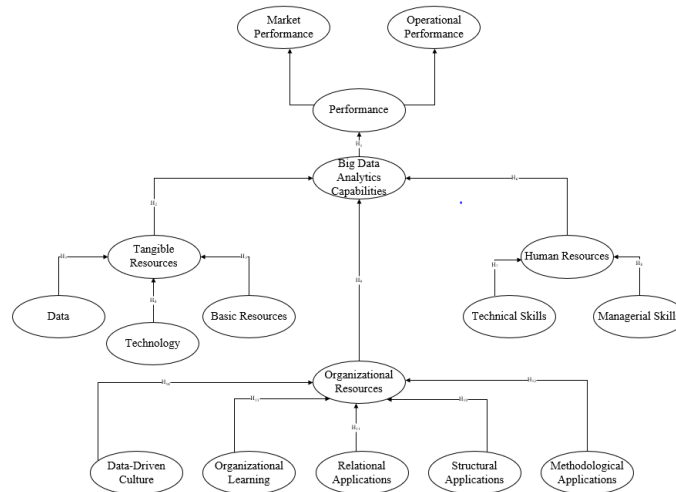 Market
Performance
Operational
Performance
Performance
Big Data
Analytics
Capabilities
Tangible
Resources
Human Resources
Data
Technology
Basic Resources
Technical Skills
Managerial Skills
Organizational
Resources
Data-Driven
Culture
Organizational
Learning
Relational
Applications
Structural
Applications
Methodological
Applications